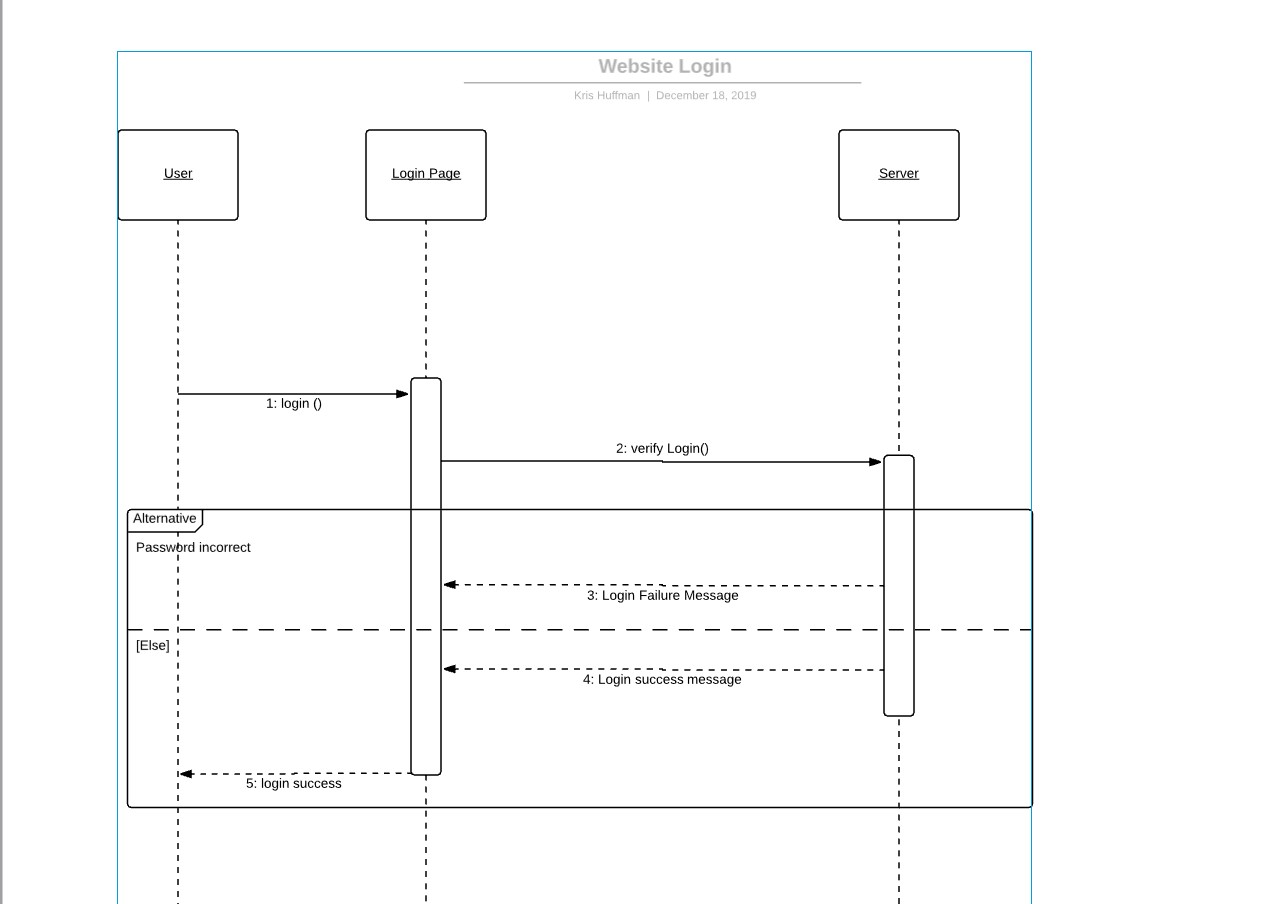 Website Login
Kris Huffman | December 18, 2019
User
Login Page
Server
1: login ()
2: verify Login()
Alternative
Password incorrect
3: Login Failure Message
[Else]
4: Login success message
5: login success